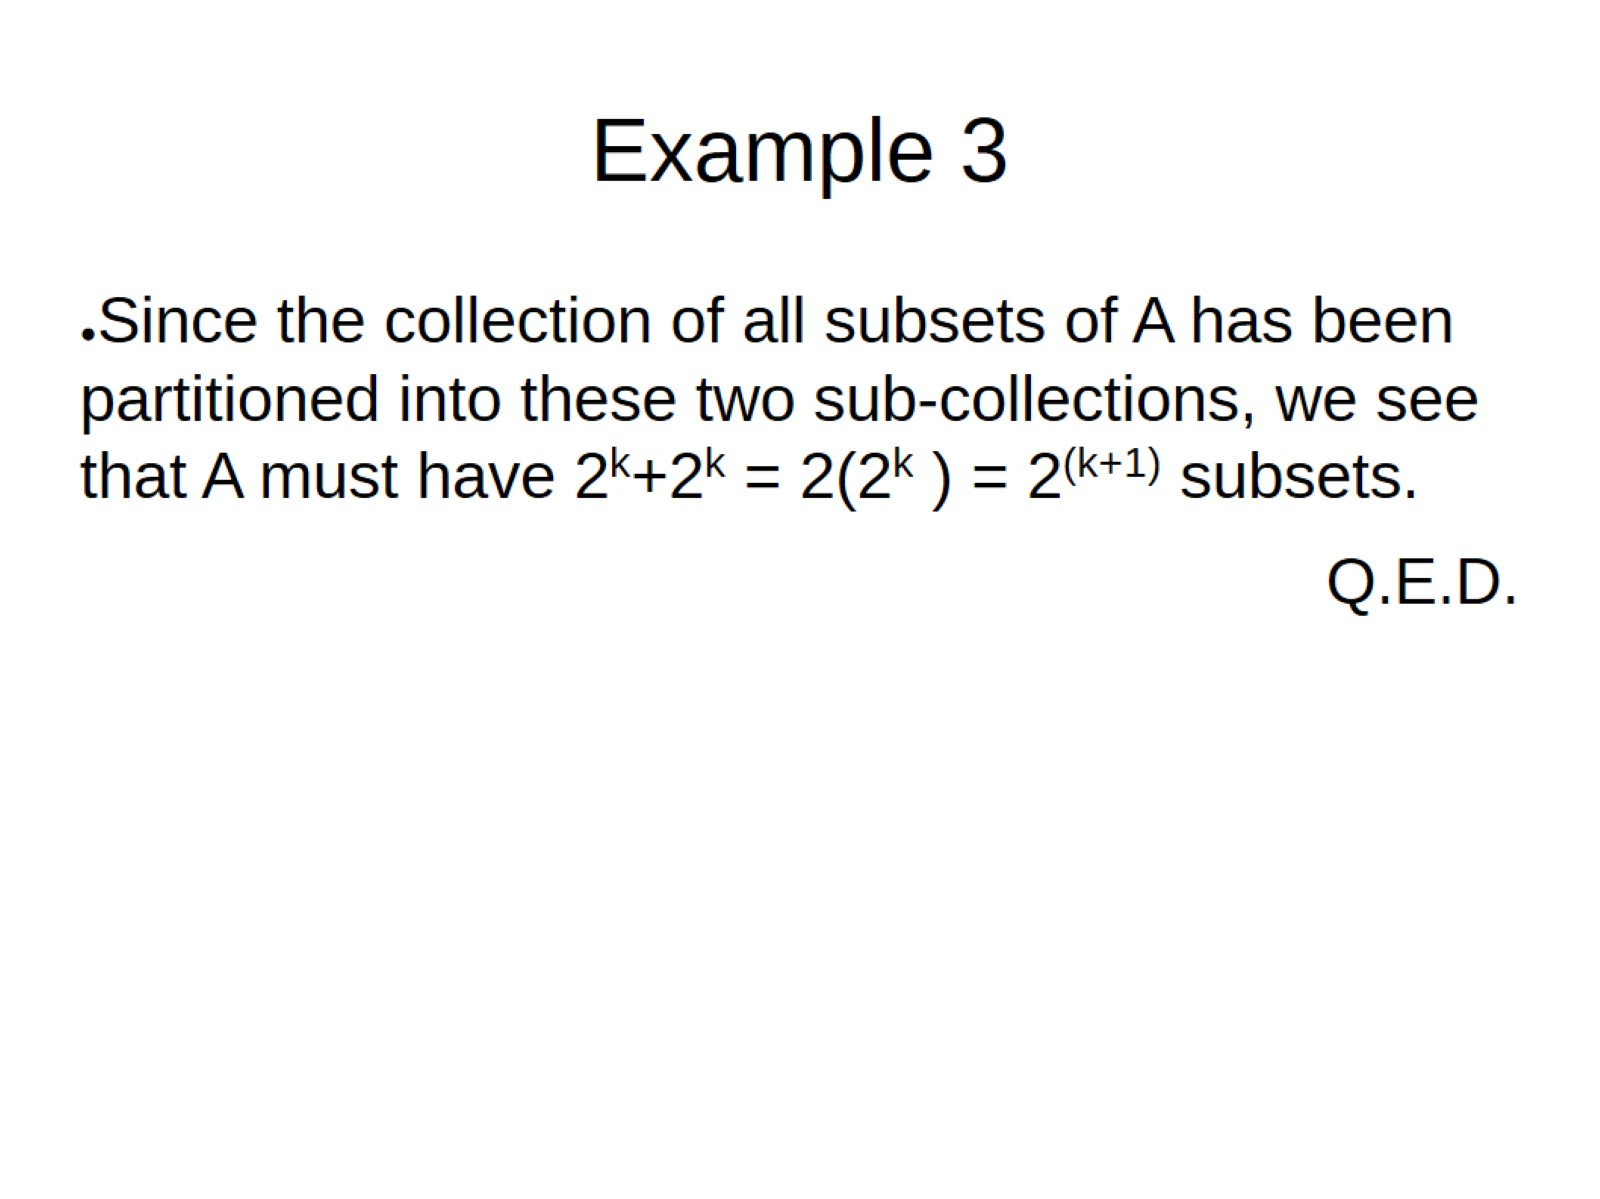 Example 3
•Since the collection of all subsets of A has been
partitioned into these two sub-collections, we see
that A must have 2ᵏ+2ᵏ = 2(2ᵏ ) = 2⁽ᵏ⁺¹⁾ subsets.
Q.E.D.